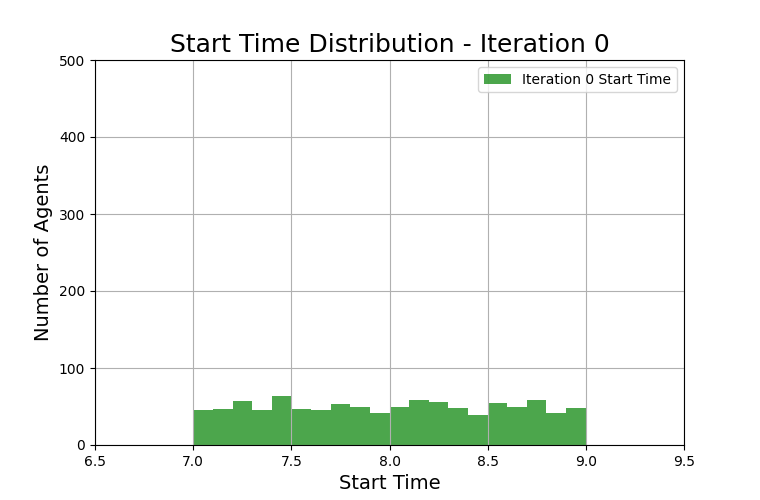 Start Time Distribution - Iteration 0
Iteration 0 Start Time
Number of Agents
500
400
300
200
100
0
6.5 7.0 7.5 8.0 8.5 9.0 9.5
Start Time